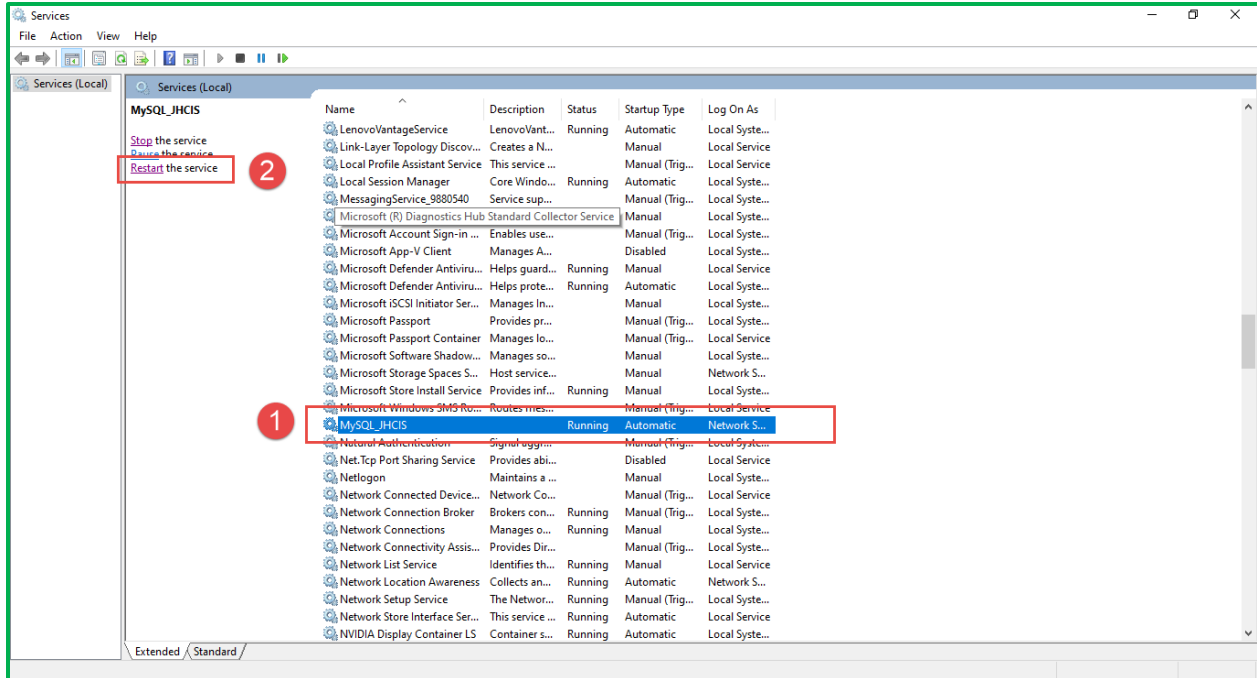 Services
File Action View Help
Services (Local)
Services (Local)
MySQL_JHCIS
Stop the service
Pause the service
Restart the service
2
Name Description Status Startup Type Log On As
LenovoVantageService LenovoVant... Running Automatic Local Syste...
Link-Layer Topology Discov... Creates a N... Manual Local Service
Local Profile Assistant Service This service ... Manual (Trig... Local Service
Local Session Manager Core Windo... Running Automatic Local Syste...
MessagingService_9880540 Service sup... Manual (Trig... Local Syste...
Microsoft (R) Diagnostics Hub Standard Collector Service Manual Local Syste...
Microsoft Account Sign-in ... Enables use... Manual (Trig... Local Syste...
Microsoft App-V Client Manages A... Disabled Local Syste...
Microsoft Defender Antiviru... Helps guard... Running Manual Local Service
Microsoft Defender Antiviru... Helps prote... Running Automatic Local Syste...
Microsoft iSCSI Initiator Ser... Manages In... Manual Local Syste...
Microsoft Passport Provides pr... Manual (Trig... Local Syste...
Microsoft Passport Container Manages lo... Manual (Trig... Local Service
Microsoft Software Shadow... Manages so... Manual Local Syste...
Microsoft Storage Spaces S... Host service... Manual Network S...
Microsoft Store Install Service Provides inf... Running Manual Local Syste...
Microsoft Windows SMS Ro... Routes mes... Manual (Trig... Local Service
1
MySQL_JHCIS Running Automatic Network S...
Natural Authentication Signal aggr... Manual (Trig... Local Syste...
Net.Tcp Port Sharing Service Provides abi... Disabled Local Service
Netlogon Maintains a ... Manual Local Syste...
Network Connected Device... Network Co... Manual (Trig... Local Service
Network Connection Broker Brokers con... Running Manual (Trig... Local Syste...
Network Connections Manages o... Running Manual Local Syste...
Network Connectivity Assis... Provides Dir... Manual (Trig... Local Syste...
Network List Service Identifies th... Running Manual Local Service
Network Location Awareness Collects an... Running Automatic Network S...
Network Setup Service The Networ... Running Manual (Trig... Local Syste...
Network Store Interface Ser... This service ... Running Automatic Local Service
NVIDIA Display Container LS Container s... Running Automatic Local Syste...
Extended Standard